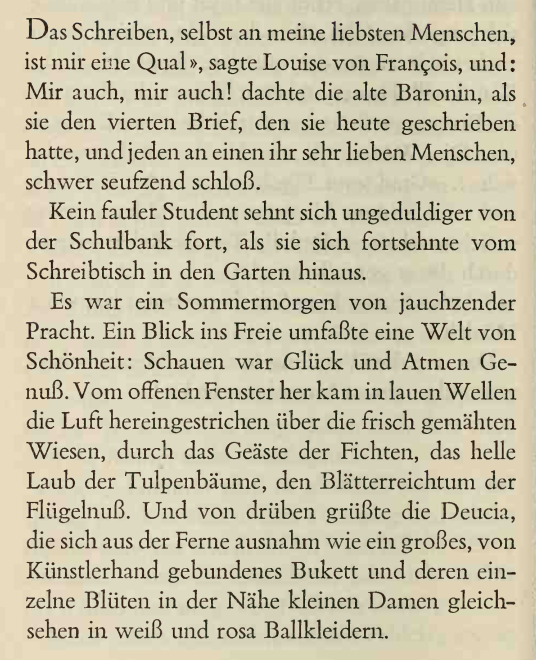 Das Schreiben, selbst an meine liebsten Menschen,
ist mir eine Qual», sagte Louise von François, und:
Mir auch, mir auch! dachte die alte Baronin, als
sie den vierten Brief, den sie heute geschrieben
hatte, und jeden an einen ihr sehr lieben Menschen,
schwer seufzend schloß.
Kein fauler Student sehnt sich ungeduldiger von
der Schulbank fort, als sie sich fortsehnte vom
Schreibtisch in den Garten hinaus.
Es war ein Sommermorgen von jauchzender
Pracht. Ein Blick ins Freie umfaßte eine Welt von
Schönheit: Schauen war Glück und Atmen Ge-
nuß. Vom offenen Fenster her kam in lauen Wellen
die Luft hereingestrichen über die frisch gemähten
Wiesen, durch das Geäste der Fichten, das helle
Laub der Tulpenbäume, den Blätterreichtum der
Flügelnuß. Und von drüben grüßte die Deucia,
die sich aus der Ferne ausnahm wie ein großes, von
Künstlerhand gebundenes Bukett und deren ein-
zelne Blüten in der Nähe kleinen Damen gleich-
sehen in weiß und rosa Ballkleidern.